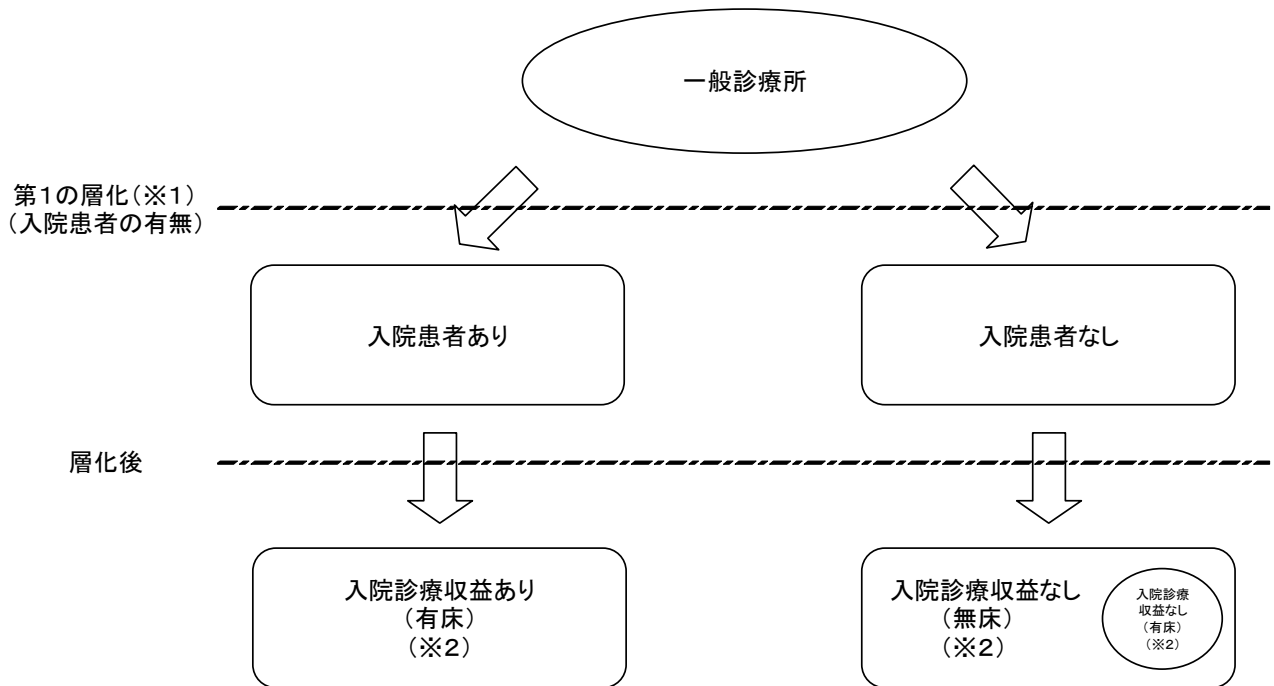 一般診療所
第1の層化(※1)
(入院患者の有無)
入院患者あり
入院患者なし
層化後
入院診療収益あり
(有床)
(※2)
入院診療収益なし
(無床)
(※2)
入院診療
収益なし
(有床)
(※2)